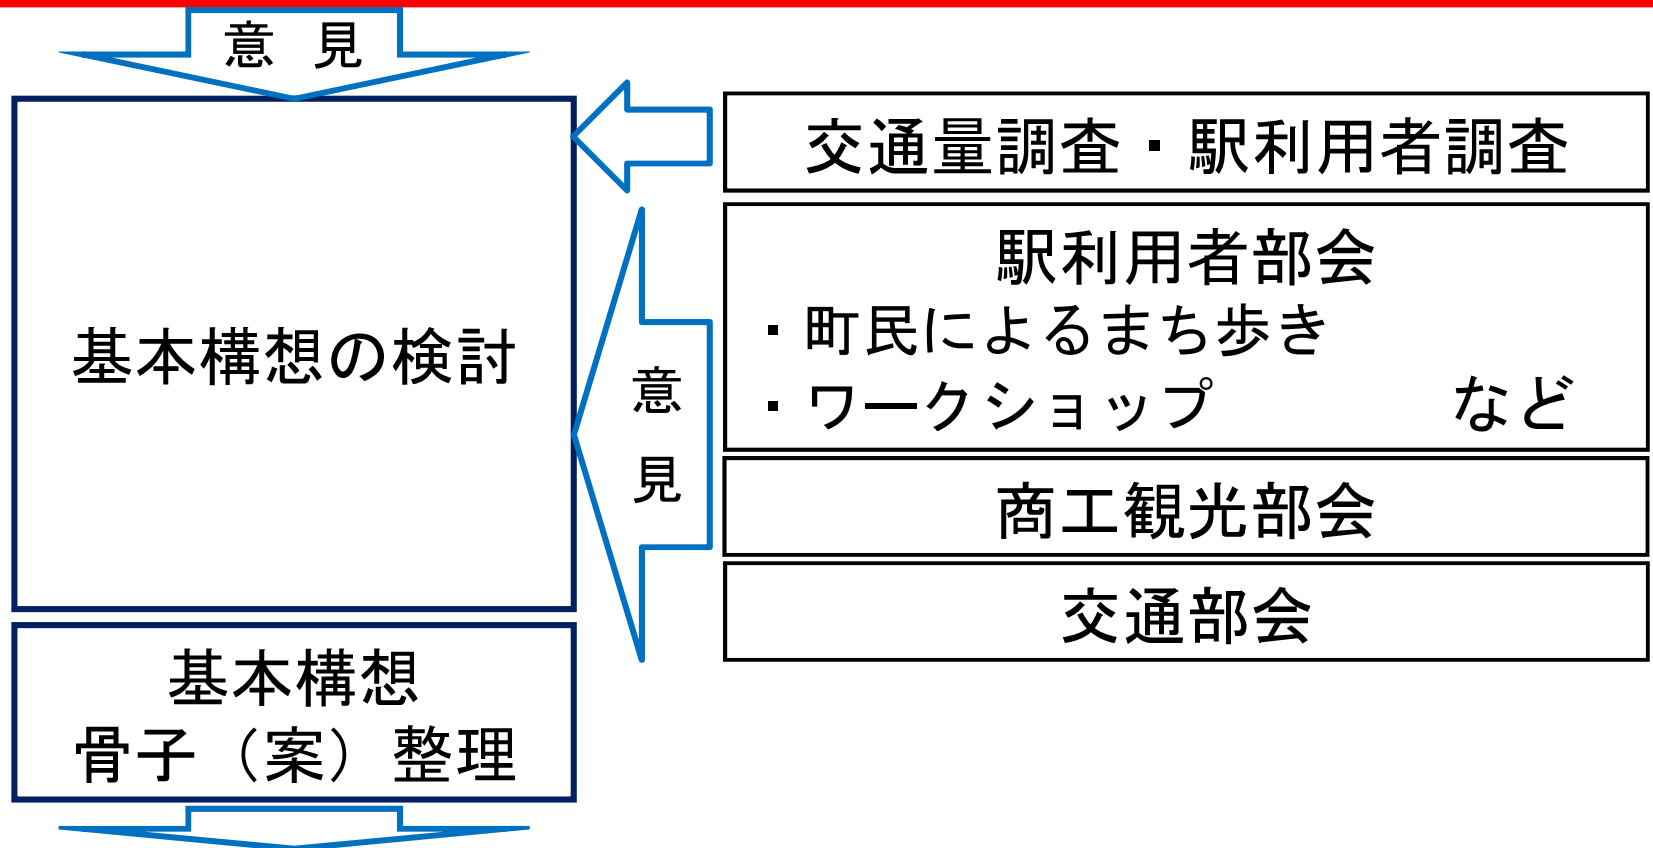 意 見
基本構想の検討
基本構想
骨子（案）整理
意
見
交通量調査・駅利用者調査
駅利用者部会
・町民によるまち歩き
・ワークショップ など
商工観光部会
交通部会